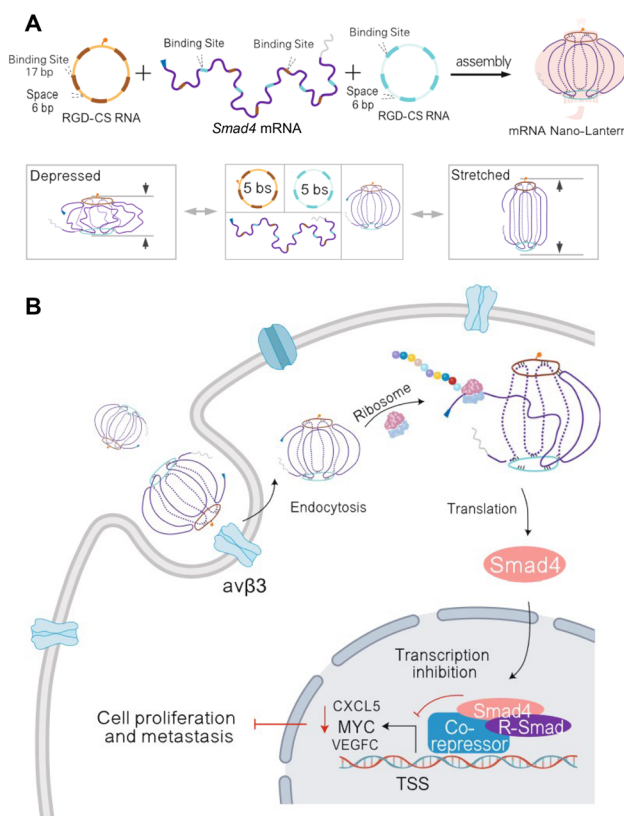 A
Binding Site
17 bp
Space
6 bp
RGD-CS RNA
+
Binding Site
Binding Site
Smad4 mRNA
+
Binding Site
Space
6 bp
RGD-CS RNA
assembly
mRNA Nano-Lantern
Depressed
5 bs
5 bs
Stretched
B
Ribosome
Endocytosis
avβ3
Translation
Smad4
Transcription
inhibition
Cell proliferation
and metastasis
CXCL5
MYC
VEGFC
Smad4
Co-
repressor
R-Smad
TSS